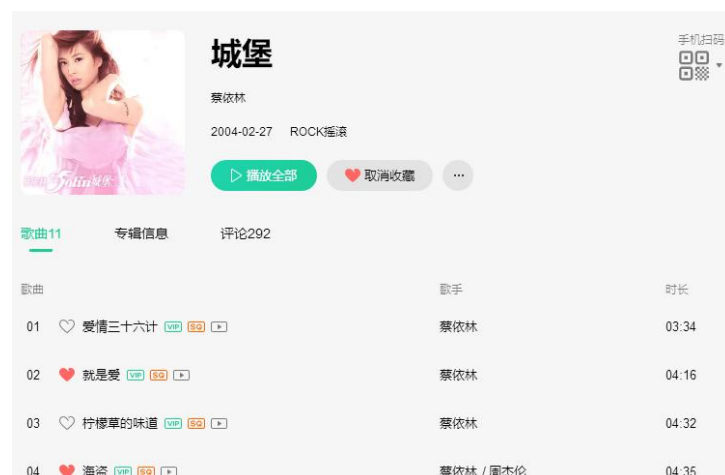 手机扫码
城堡
蔡依林
2004-02-27 ROCK摇滚
Jolin 城堡
播放全部 取消收藏 ...
歌曲11 专辑信息 评论292
歌曲 歌手 时长
01 爱情三十六计 VIP SQ 蔡依林 03:34
02 就是爱 VIP SQ 蔡依林 04:16
03 柠檬草的味道 VIP SQ 蔡依林 04:32
04 海盗 VIP SQ 蔡依林 / 周杰伦 04:35